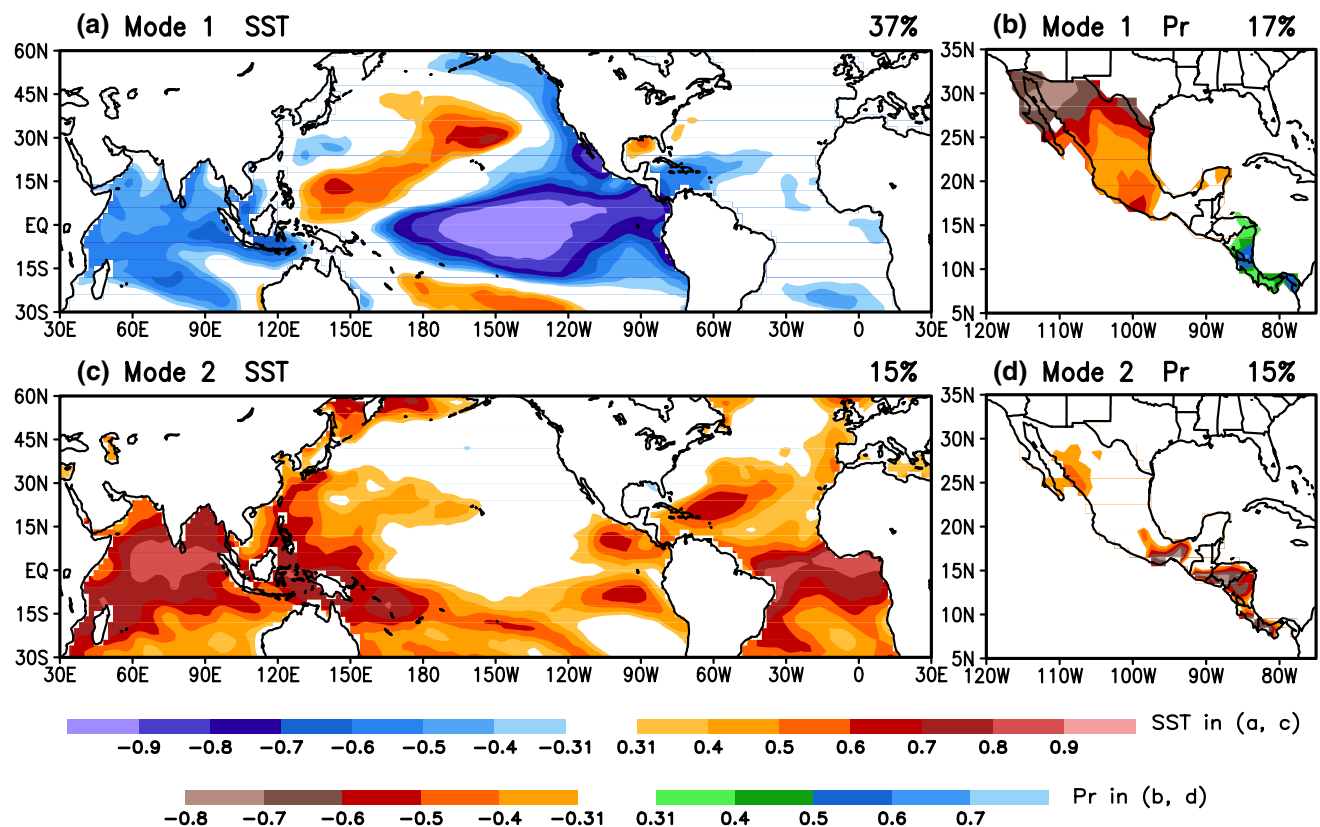 (a) Mode 1 SST 37%
(b) Mode 1 Pr 17%
60N
45N
30N
15N
EQ
15S
30S
30E 60E 90E 120E 150E 180 150W 120W 90W 60W 30W 0 30E
35N
30N
25N
20N
15N
10N
5N
120W 110W 100W 90W 80W
(c) Mode 2 SST 15%
(d) Mode 2 Pr 15%
60N
45N
30N
15N
EQ
15S
30S
30E 60E 90E 120E 150E 180 150W 120W 90W 60W 30W 0 30E
35N
30N
25N
20N
15N
10N
5N
120W 110W 100W 90W 80W
−0.9 −0.8 −0.7 −0.6 −0.5 −0.4 −0.31 0.31 0.4 0.5 0.6 0.7 0.8 0.9 SST in (a, c)
−0.8 −0.7 −0.6 −0.5 −0.4 −0.31 0.31 0.4 0.5 0.6 0.7 Pr in (b, d)